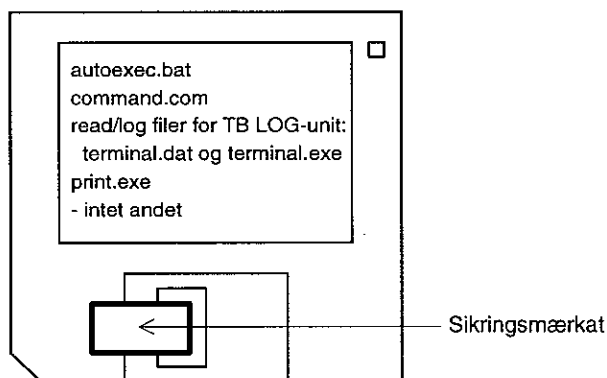 autoexec.bat
command.com
read/log filer for TB LOG-unit:
terminal.dat og terminal.exe
print.exe
- intet andet
Sikringsmærkat